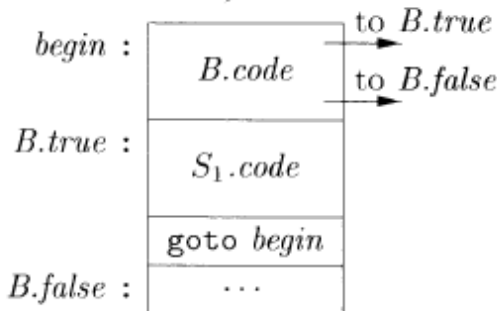 to B.true
begin :
B.code
to B.false
B.true :
S₁.code
goto begin
B.false :
...